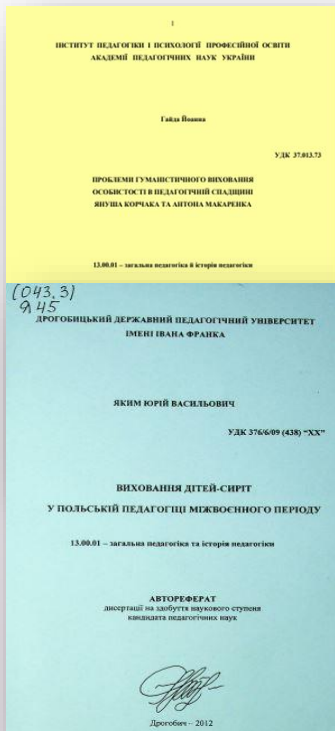 1
ІНСТИТУТ ПЕДАГОГІКИ І ПСИХОЛОГІЇ ПРОФЕСІЙНОЇ ОСВІТИ
АКАДЕМІЇ ПЕДАГОГІЧНИХ НАУК УКРАЇНИ
Гайда Йоанна
УДК 37.013.73
ПРОБЛЕМИ ГУМАНІСТИЧНОГО ВИХОВАННЯ
ОСОБИСТОСТІ В ПЕДАГОГІЧНІЙ СПАДЩИНІ
ЯНУША КОРЧАКА ТА АНТОНА МАКАРЕНКА
13.00.01 – загальна педагогіка й історія педагогіки
(043.3)
Я45
ДРОГОБИЦЬКИЙ ДЕРЖАВНИЙ ПЕДАГОГІЧНИЙ УНІВЕРСИТЕТ
ІМЕНІ ІВАНА ФРАНКА
ЯКИМ ЮРІЙ ВАСИЛЬОВИЧ
УДК 376/6/09 (438) “ХХ”
ВИХОВАННЯ ДІТЕЙ-СИРІТ
У ПОЛЬСЬКІЙ ПЕДАГОГІЦІ МІЖВОЄННОГО ПЕРІОДУ
13.00.01 – загальна педагогіка та історія педагогіки
АВТОРЕФЕРАТ
дисертації на здобуття наукового ступеня
кандидата педагогічних наук
Дрогобич – 2012